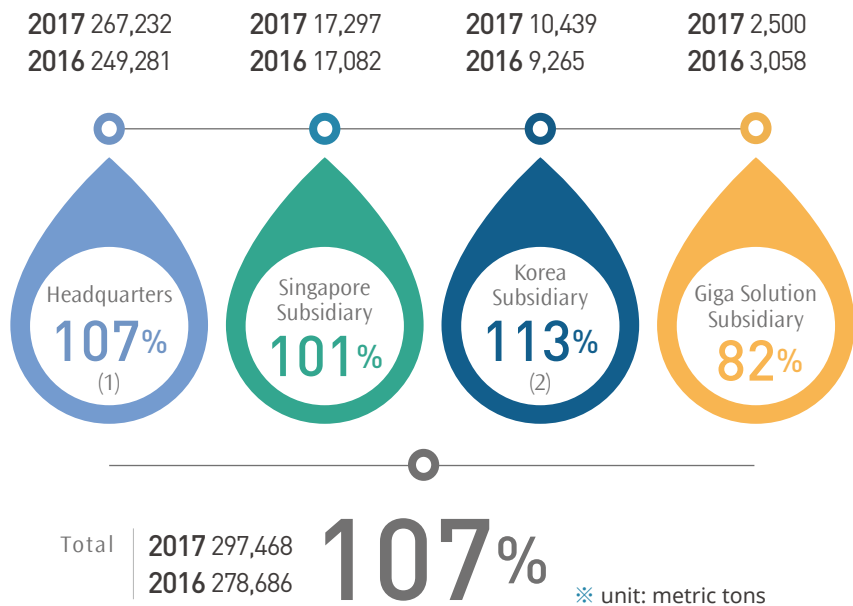 2017 267,232
2016 249,281
2017 17,297
2016 17,082
2017 10,439
2016 9,265
2017 2,500
2016 3,058
Headquarters
107%
(1)
Singapore
Subsidiary
101%
Korea
Subsidiary
113%
(2)
Giga Solution
Subsidiary
82%
Total
2017 297,468
2016 278,686
107%
※ unit: metric tons